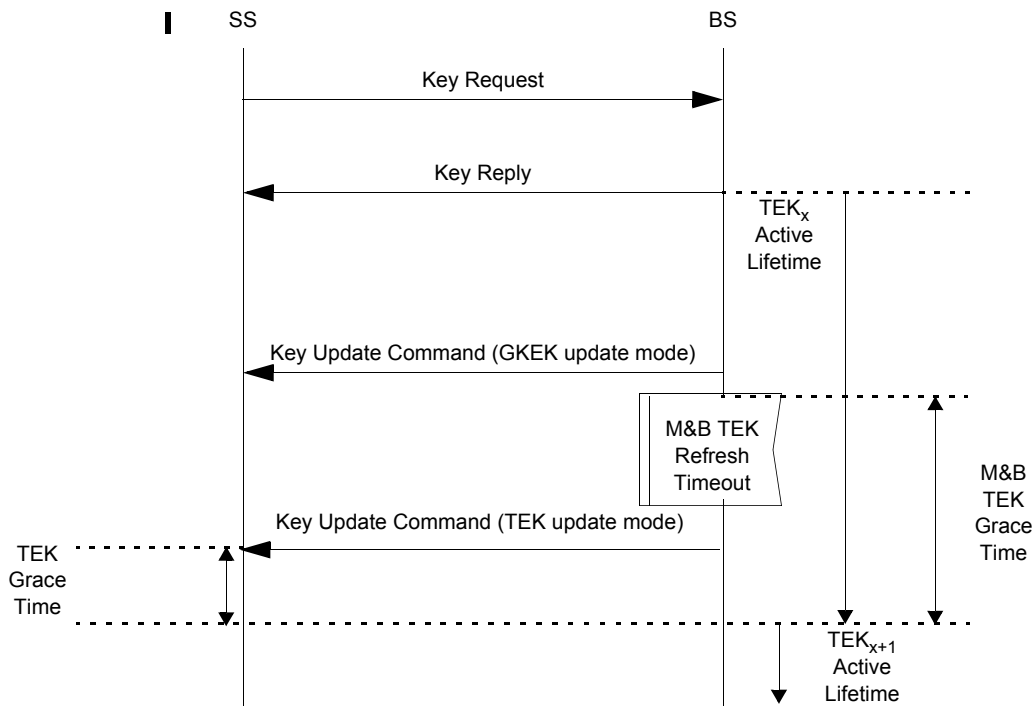 SS
BS
Key Request
Key Reply
TEKx
Active
Lifetime
Key Update Command (GKEK update mode)
M&B TEK
Refresh
Timeout
M&B
TEK
Grace
Time
Key Update Command (TEK update mode)
TEK
Grace
Time
TEKx+1
Active
Lifetime